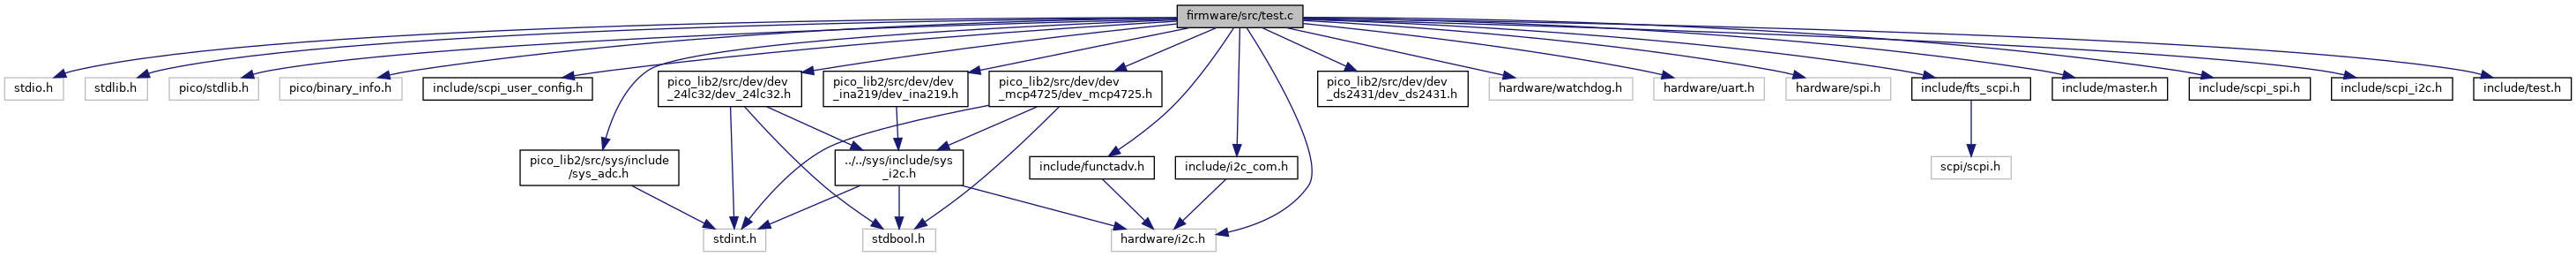 firmware/src/test.c
stdio.h
stdlib.h
pico/stdlib.h
pico/binary_info.h
include/scpi_user_config.h
pico_lib2/src/dev/dev
_24lc32/dev_24lc32.h
pico_lib2/src/dev/dev
_ina219/dev_ina219.h
pico_lib2/src/dev/dev
_mcp4725/dev_mcp4725.h
pico_lib2/src/dev/dev
_ds2431/dev_ds2431.h
hardware/watchdog.h
hardware/uart.h
hardware/spi.h
include/fts_scpi.h
include/master.h
include/scpi_spi.h
include/scpi_i2c.h
include/test.h
pico_lib2/src/sys/include
/sys_adc.h
../../sys/include/sys
_i2c.h
include/functadv.h
include/i2c_com.h
scpi/scpi.h
stdint.h
stdbool.h
hardware/i2c.h